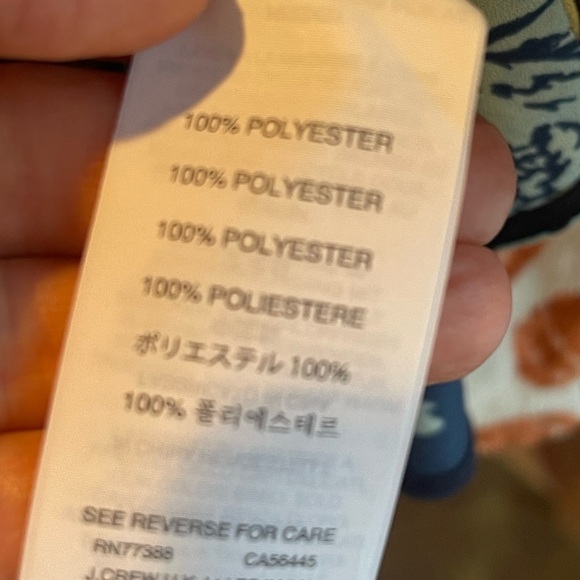 100% POLYESTER
100% POLYESTER
100% POLYESTER
100% POLIESTERE
ポリエステル 100%
100% 폴리에스테르
SEE REVERSE FOR CARE
RN77388 CA56445